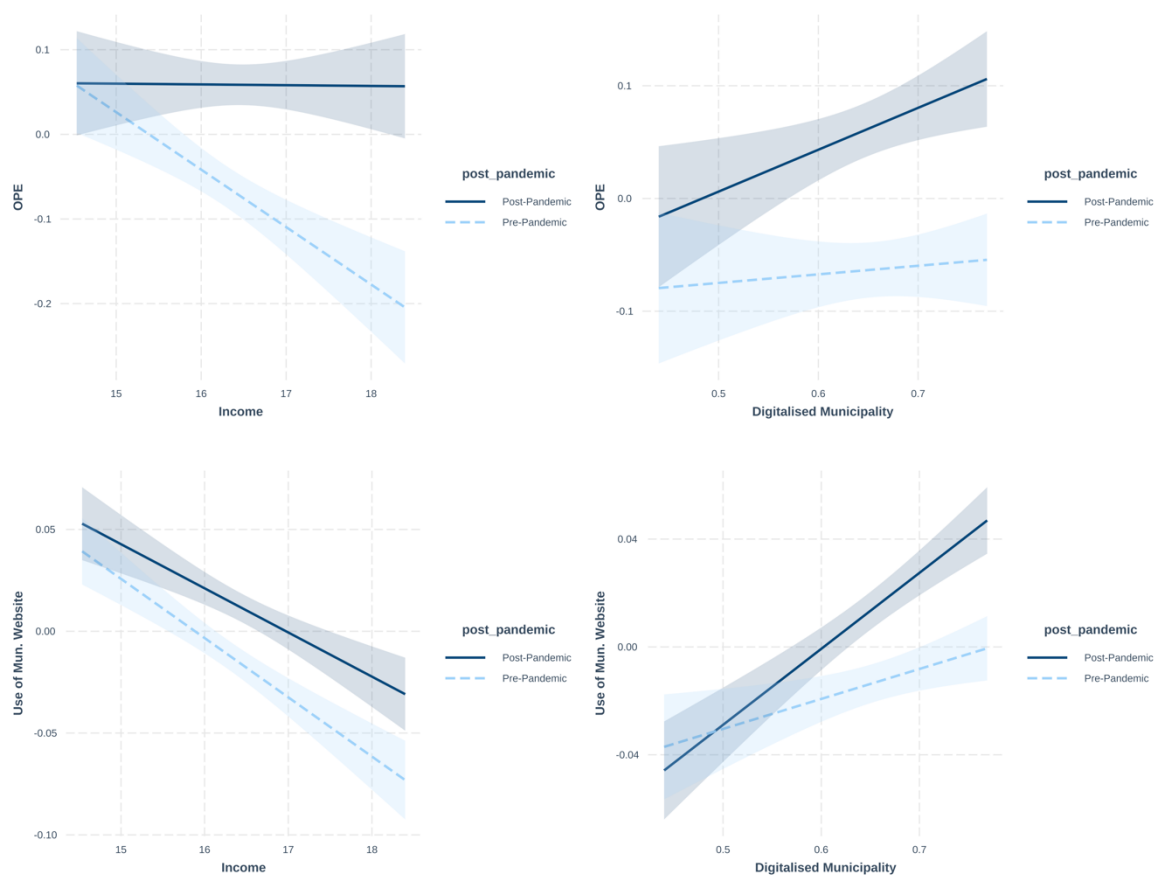 0.1
0.0
-0.1
-0.2
OPE
15 16 17 18
Income
post_pandemic
Post-Pandemic
Pre-Pandemic
0.1
0.0
-0.1
OPE
0.5 0.6 0.7
Digitalised Municipality
post_pandemic
Post-Pandemic
Pre-Pandemic
0.05
0.00
-0.05
-0.10
Use of Mun. Website
15 16 17 18
Income
post_pandemic
Post-Pandemic
Pre-Pandemic
0.04
0.00
-0.04
Use of Mun. Website
0.5 0.6 0.7
Digitalised Municipality
post_pandemic
Post-Pandemic
Pre-Pandemic